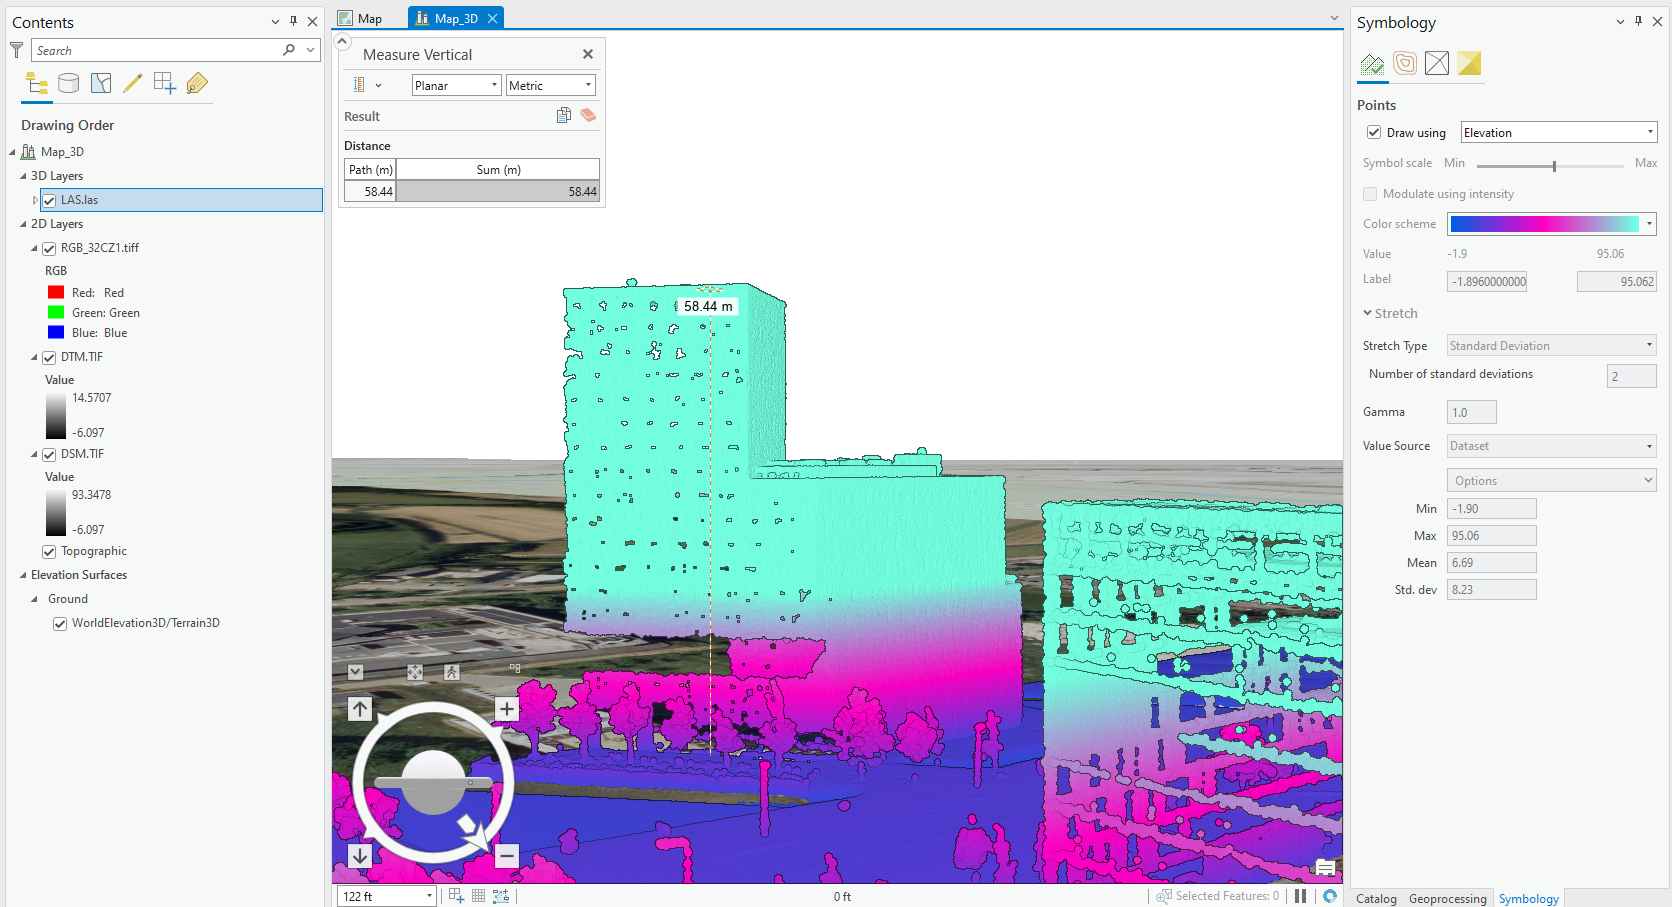 Contents
Search
Drawing Order
Map_3D
3D Layers
LAS.las
2D Layers
RGB_32CZ1.tiff
RGB
Red: Red
Green: Green
Blue: Blue
DTM.TIF
Value
14.5707
-6.097
DSM.TIF
Value
93.3478
-6.097
Topographic
Elevation Surfaces
Ground
WorldElevation3D/Terrain3D
Map
Map_3D
Measure Vertical
Planar
Metric
Result
Distance
Path (m) Sum (m)
58.44 58.44
58.44 m
122 ft
0 ft
Selected Features: 0
Symbology
Points
Draw using Elevation
Symbol scale Min Max
Modulate using intensity
Color scheme
Value -1.9 95.06
Label -1.8960000000 95.062
Stretch
Stretch Type Standard Deviation
Number of standard deviations 2
Gamma 1.0
Value Source Dataset
Options
Min -1.90
Max 95.06
Mean 6.69
Std. dev 8.23
Catalog Geoprocessing Symbology